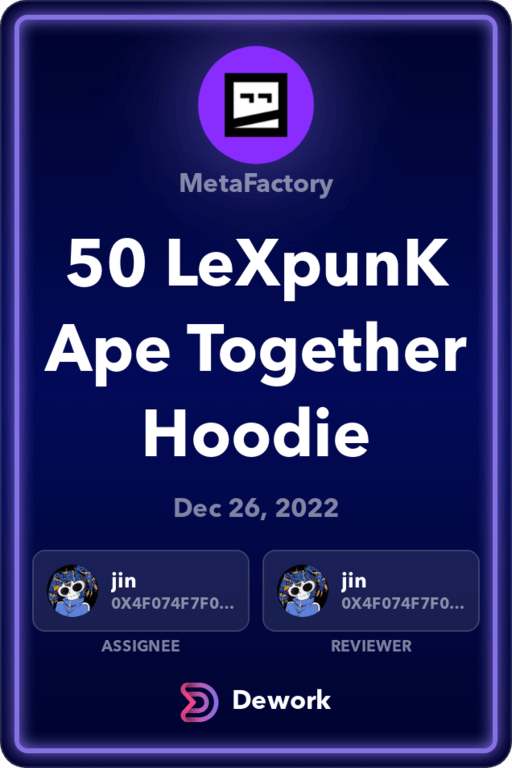 MetaFactory
50 LeXpunK
Ape Together
Hoodie
Dec 26, 2022
jin
0X4F074F7F0...
ASSIGNEE
jin
0X4F074F7F0...
REVIEWER
Dework